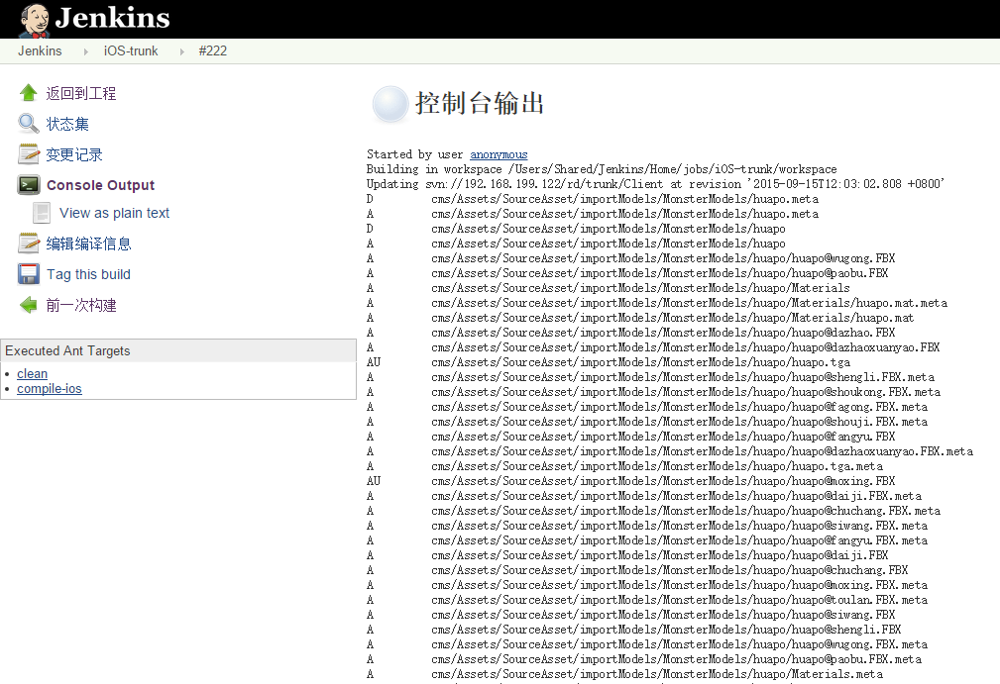 Jenkins
Jenkins iOS-trunk #222
返回到工程
状态集
变更记录
Console Output
View as plain text
编辑编译信息
Tag this build
前一次构建
Executed Ant Targets
clean
compile-ios
控制台输出
Started by user anonymous
Building in workspace /Users/Shared/Jenkins/Home/jobs/iOS-trunk/workspace
Updating svn://192.168.199.122/rd/trunk/Client at revision '2015-09-15T12:03:02.808 +0800'
D cms/Assets/SourceAsset/importModels/MonsterModels/huapo.meta
A cms/Assets/SourceAsset/importModels/MonsterModels/huapo.meta
D cms/Assets/SourceAsset/importModels/MonsterModels/huapo
A cms/Assets/SourceAsset/importModels/MonsterModels/huapo
A cms/Assets/SourceAsset/importModels/MonsterModels/huapo/huapo@wugong.FBX
A cms/Assets/SourceAsset/importModels/MonsterModels/huapo/huapo@paobu.FBX
A cms/Assets/SourceAsset/importModels/MonsterModels/huapo/Materials
A cms/Assets/SourceAsset/importModels/MonsterModels/huapo/Materials/huapo.mat.meta
A cms/Assets/SourceAsset/importModels/MonsterModels/huapo/Materials/huapo.mat
A cms/Assets/SourceAsset/importModels/MonsterModels/huapo/huapo@dazhao.FBX
A cms/Assets/SourceAsset/importModels/MonsterModels/huapo/huapo@dazhaoxuanyao.FBX
AU cms/Assets/SourceAsset/importModels/MonsterModels/huapo/huapo.tga
A cms/Assets/SourceAsset/importModels/MonsterModels/huapo/huapo@shengli.FBX.meta
A cms/Assets/SourceAsset/importModels/MonsterModels/huapo/huapo@shoukong.FBX.meta
A cms/Assets/SourceAsset/importModels/MonsterModels/huapo/huapo@fagong.FBX.meta
A cms/Assets/SourceAsset/importModels/MonsterModels/huapo/huapo@shouji.FBX.meta
A cms/Assets/SourceAsset/importModels/MonsterModels/huapo/huapo@fangyu.FBX
A cms/Assets/SourceAsset/importModels/MonsterModels/huapo/huapo@dazhaoxuanyao.FBX.meta
A cms/Assets/SourceAsset/importModels/MonsterModels/huapo/huapo.tga.meta
AU cms/Assets/SourceAsset/importModels/MonsterModels/huapo/huapo@moxing.FBX
A cms/Assets/SourceAsset/importModels/MonsterModels/huapo/huapo@daiji.FBX.meta
A cms/Assets/SourceAsset/importModels/MonsterModels/huapo/huapo@chuchang.FBX.meta
A cms/Assets/SourceAsset/importModels/MonsterModels/huapo/huapo@siwang.FBX.meta
A cms/Assets/SourceAsset/importModels/MonsterModels/huapo/huapo@fangyu.FBX.meta
A cms/Assets/SourceAsset/importModels/MonsterModels/huapo/huapo@daiji.FBX
A cms/Assets/SourceAsset/importModels/MonsterModels/huapo/huapo@chuchang.FBX
A cms/Assets/SourceAsset/importModels/MonsterModels/huapo/huapo@moxing.FBX.meta
A cms/Assets/SourceAsset/importModels/MonsterModels/huapo/huapo@toulan.FBX.meta
A cms/Assets/SourceAsset/importModels/MonsterModels/huapo/huapo@siwang.FBX
A cms/Assets/SourceAsset/importModels/MonsterModels/huapo/huapo@shengli.FBX
A cms/Assets/SourceAsset/importModels/MonsterModels/huapo/huapo@wugong.FBX.meta
A cms/Assets/SourceAsset/importModels/MonsterModels/huapo/huapo@paobu.FBX.meta
A cms/Assets/SourceAsset/importModels/MonsterModels/huapo/Materials.meta